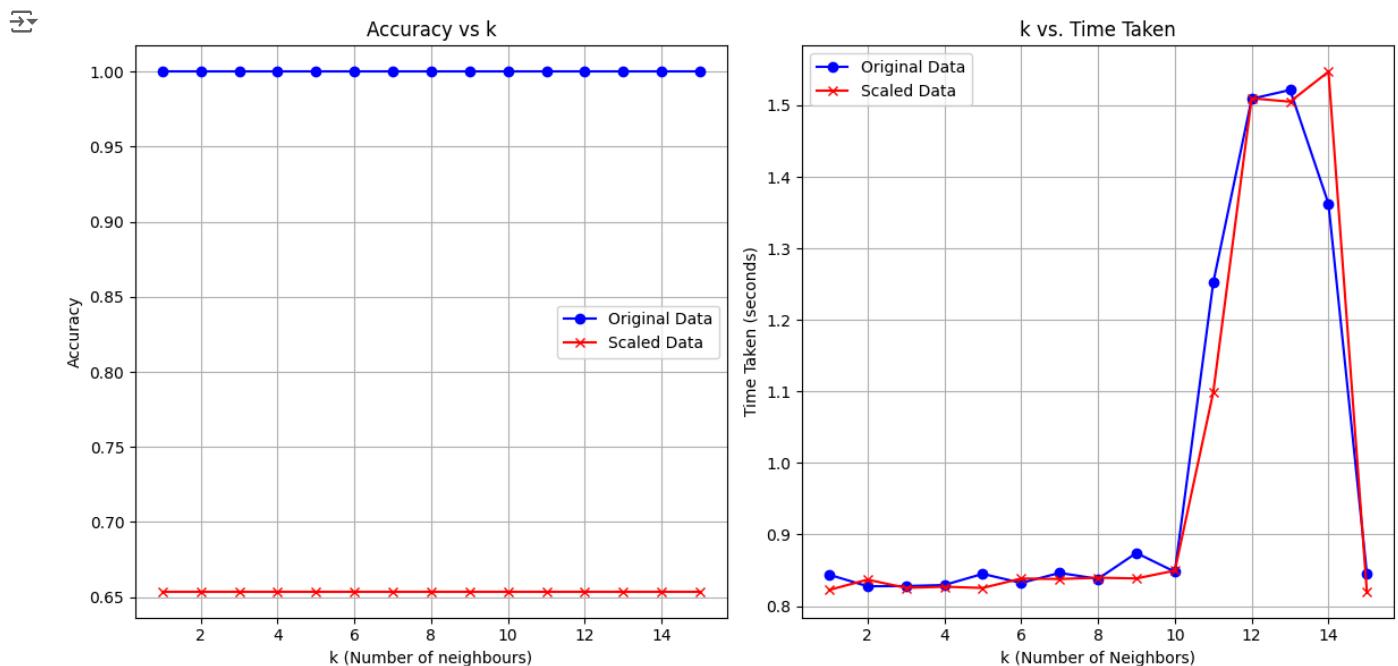 Accuracy vs k
1.00
0.95
0.90
0.85
0.80
0.75
0.70
0.65
Accuracy
Original Data
Scaled Data
2 4 6 8 10 12 14
k (Number of neighbours)
k vs. Time Taken
Original Data
Scaled Data
1.5
1.4
1.3
1.2
1.1
1.0
0.9
0.8
Time Taken (seconds)
2 4 6 8 10 12 14
k (Number of Neighbors)